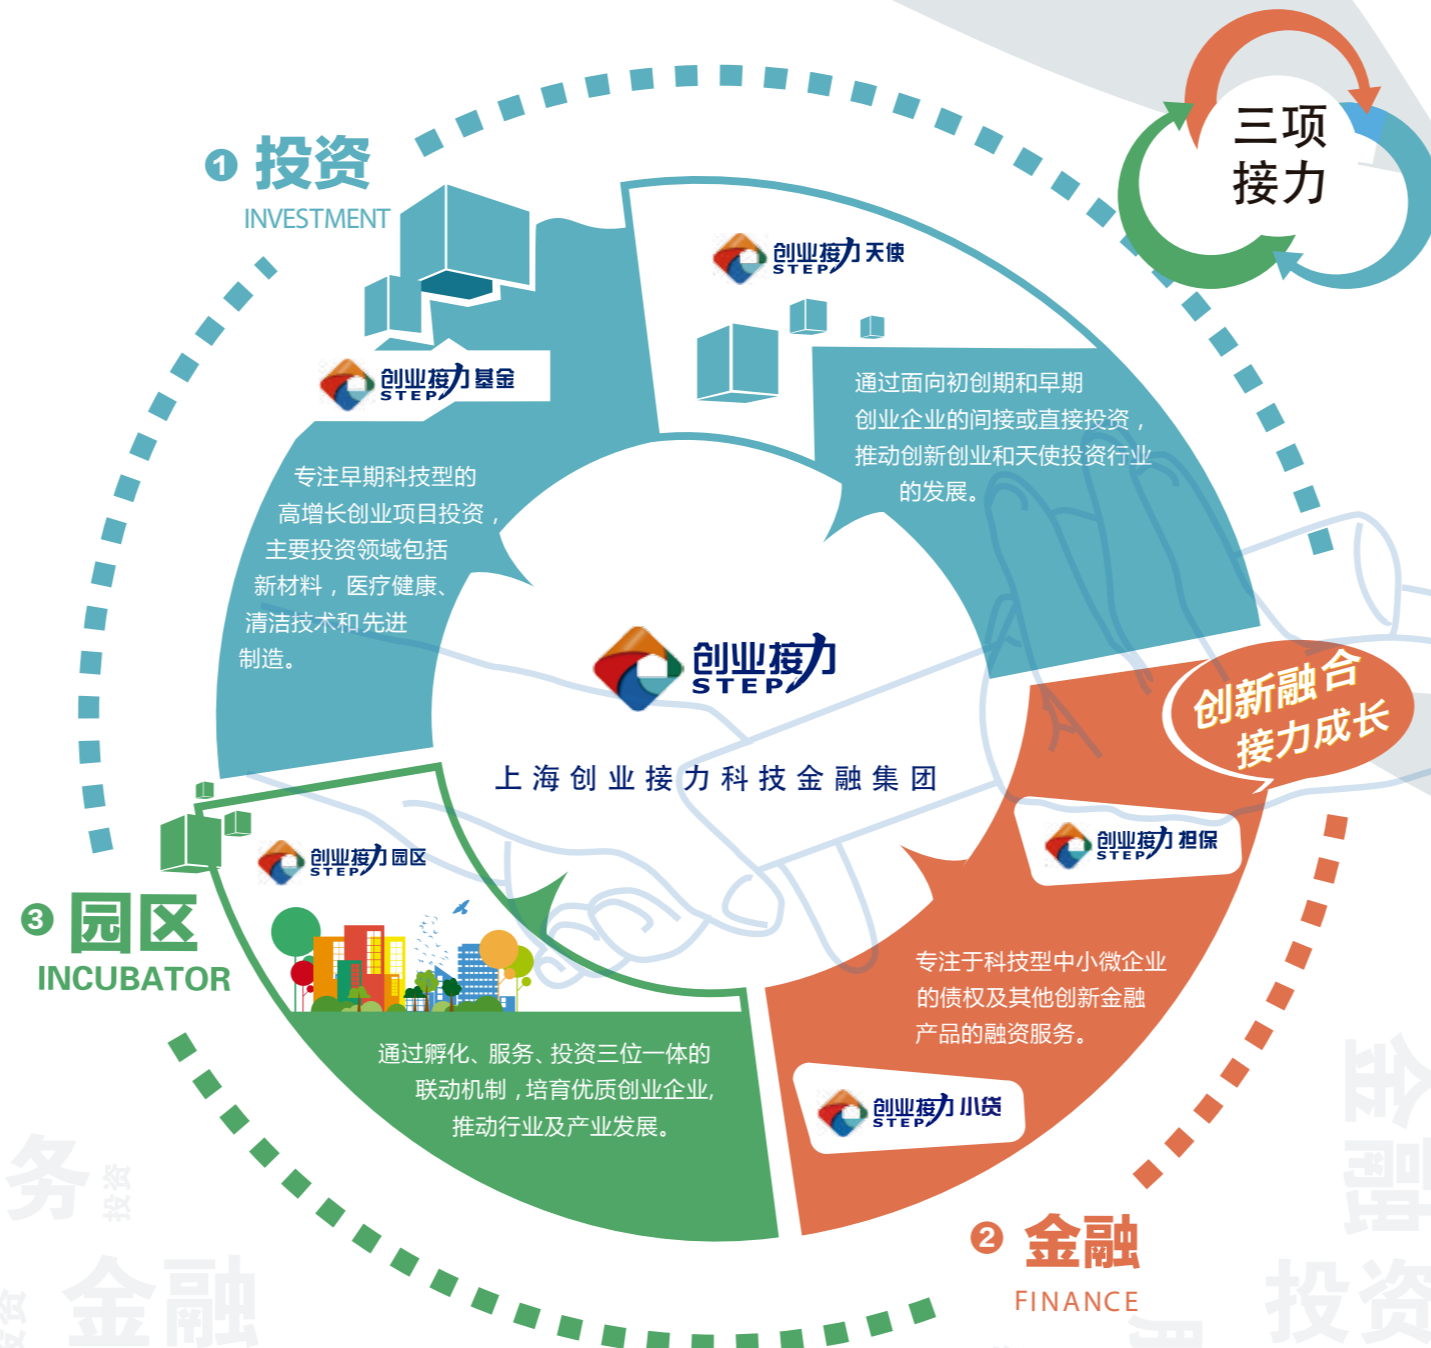 三项
接力
1 投资
INVESTMENT
创业接力天使
STEP
通过面向初创期和早期
创业企业的间接或直接投资，
推动创新创业和天使投资行业
的发展。
创业接力基金
STEP
专注早期科技型的
高增长创业项目投资，
主要投资领域包括
新材料，医疗健康、
清洁技术和先进
制造。
创业接力
STEP
上海创业接力科技金融集团
创新融合
接力成长
创业接力担保
STEP
专注于科技型中小微企业
的债权及其他创新金融
产品的融资服务。
创业接力小贷
STEP
2 金融
FINANCE
3 园区
INCUBATOR
创业接力园区
STEP
通过孵化、服务、投资三位一体的
联动机制，培育优质创业企业，
推动行业及产业发展。
务
投资
金融
投资
金融
投资